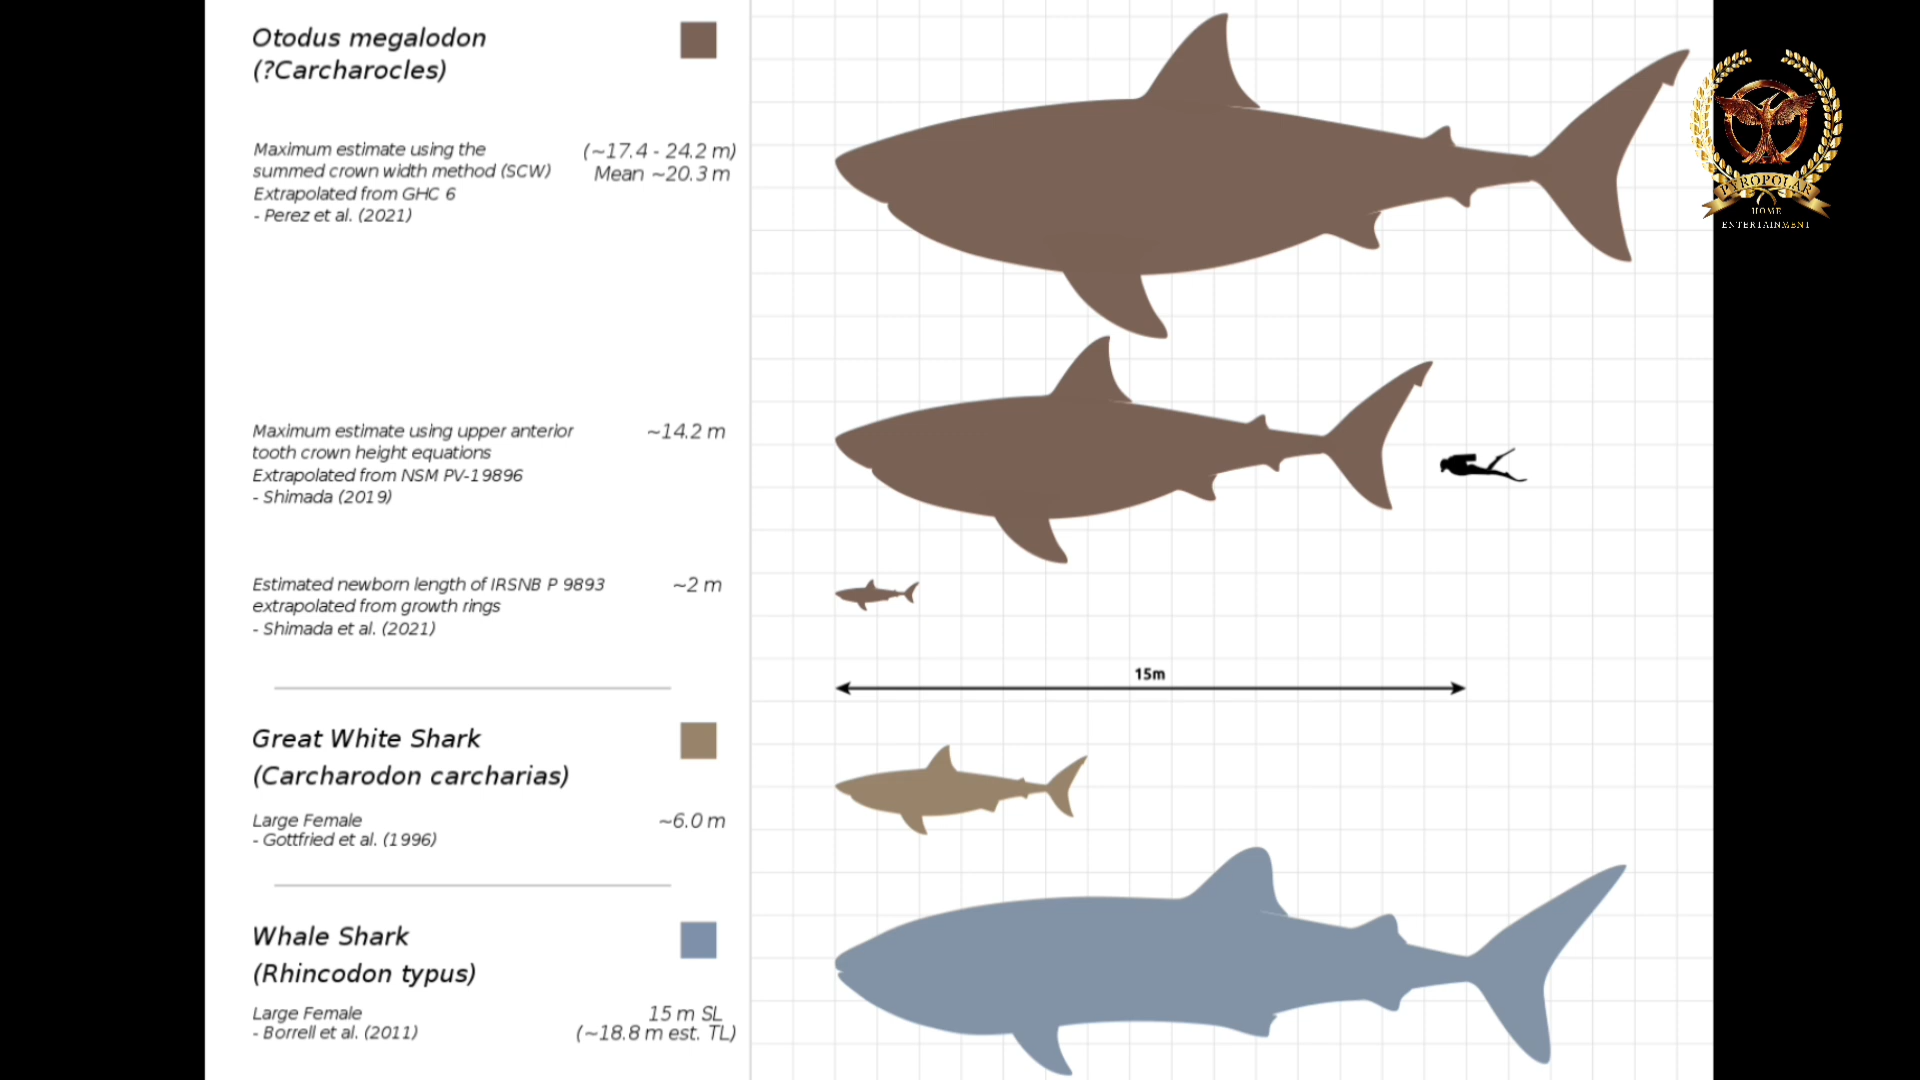 Otodus megalodon
(?Carcharocles)
Maximum estimate using the
summed crown width method (SCW)
Extrapolated from GHC 6
- Perez et al. (2021)
(~17.4 - 24.2 m)
Mean ~20.3 m
Maximum estimate using upper anterior
tooth crown height equations
Extrapolated from NSM PV-19896
- Shimada (2019)
~14.2 m
Estimated newborn length of IRSNB P 9893
extrapolated from growth rings
- Shimada et al. (2021)
~2 m
15m
Great White Shark
(Carcharodon carcharias)
Large Female
- Gottfried et al. (1996)
~6.0 m
Whale Shark
(Rhincodon typus)
Large Female
- Borrell et al. (2011)
15 m SL
(~18.8 m est. TL)
PYROPOLAR
HOME
ENTERTAINMENT